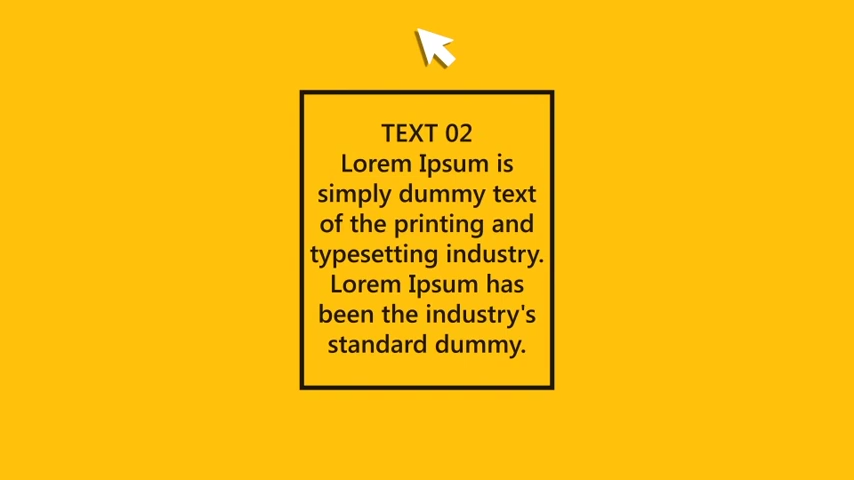 TEXT 02
Lorem Ipsum is
simply dummy text
of the printing and
typesetting industry.
Lorem Ipsum has
been the industry's
standard dummy.